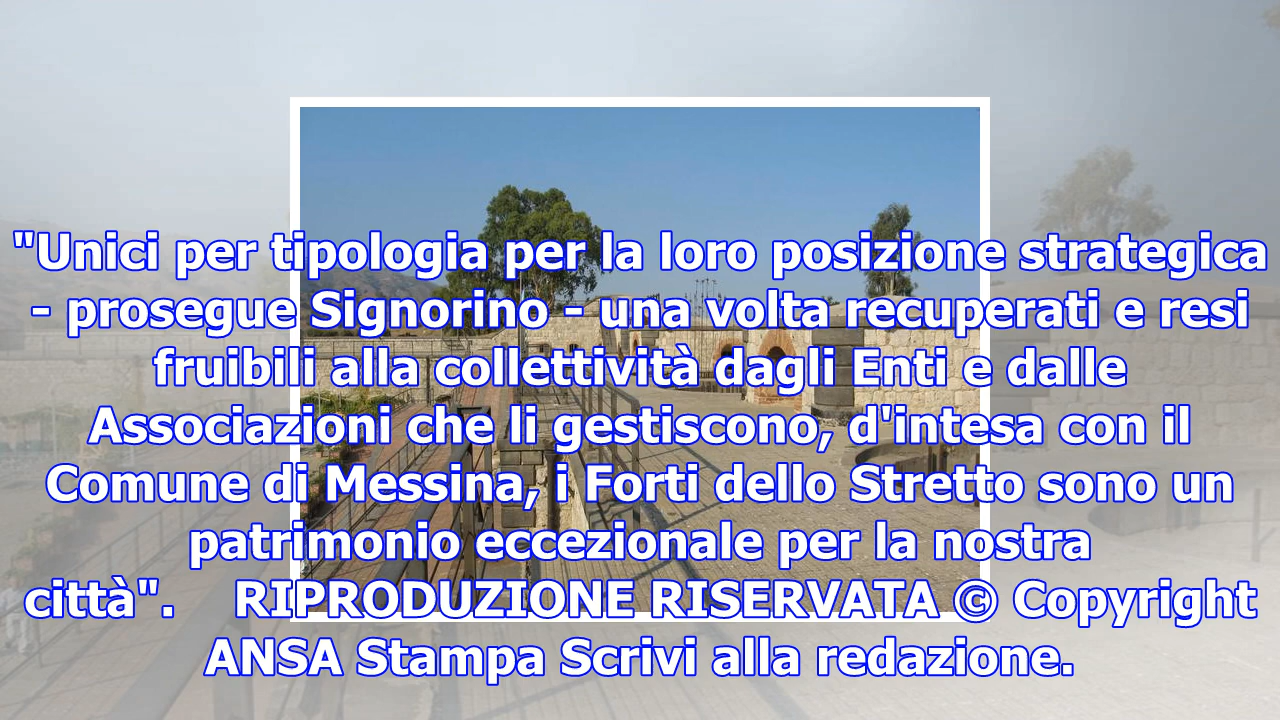 "Unici per tipologia per la loro posizione strategica
- prosegue Signorino - una volta recuperati e resi
fruibili alla collettività dagli Enti e dalle
Associazioni che li gestiscono, d'intesa con il
Comune di Messina, i Forti dello Stretto sono un
patrimonio eccezionale per la nostra
città".    RIPRODUZIONE RISERVATA © Copyright
ANSA Stampa Scrivi alla redazione.